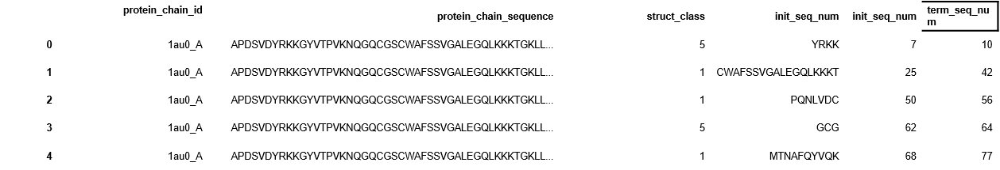 protein_chain_id protein_chain_sequence struct_class init_seq_num init_seq_num term_seq_nu
m
0 1au0_A APDSVDYRKKGYVTPVKNQGQCGSCWAFSSVGALEGQLKKKTGKLL... 5 YRKK 7 10
1 1au0_A APDSVDYRKKGYVTPVKNQGQCGSCWAFSSVGALEGQLKKKTGKLL... 1 CWAFSSVGALEGQLKKKT 25 42
2 1au0_A APDSVDYRKKGYVTPVKNQGQCGSCWAFSSVGALEGQLKKKTGKLL... 1 PQNLVDC 50 56
3 1au0_A APDSVDYRKKGYVTPVKNQGQCGSCWAFSSVGALEGQLKKKTGKLL... 5 GCG 62 64
4 1au0_A APDSVDYRKKGYVTPVKNQGQCGSCWAFSSVGALEGQLKKKTGKLL... 1 MTNAFQYVQK 68 77